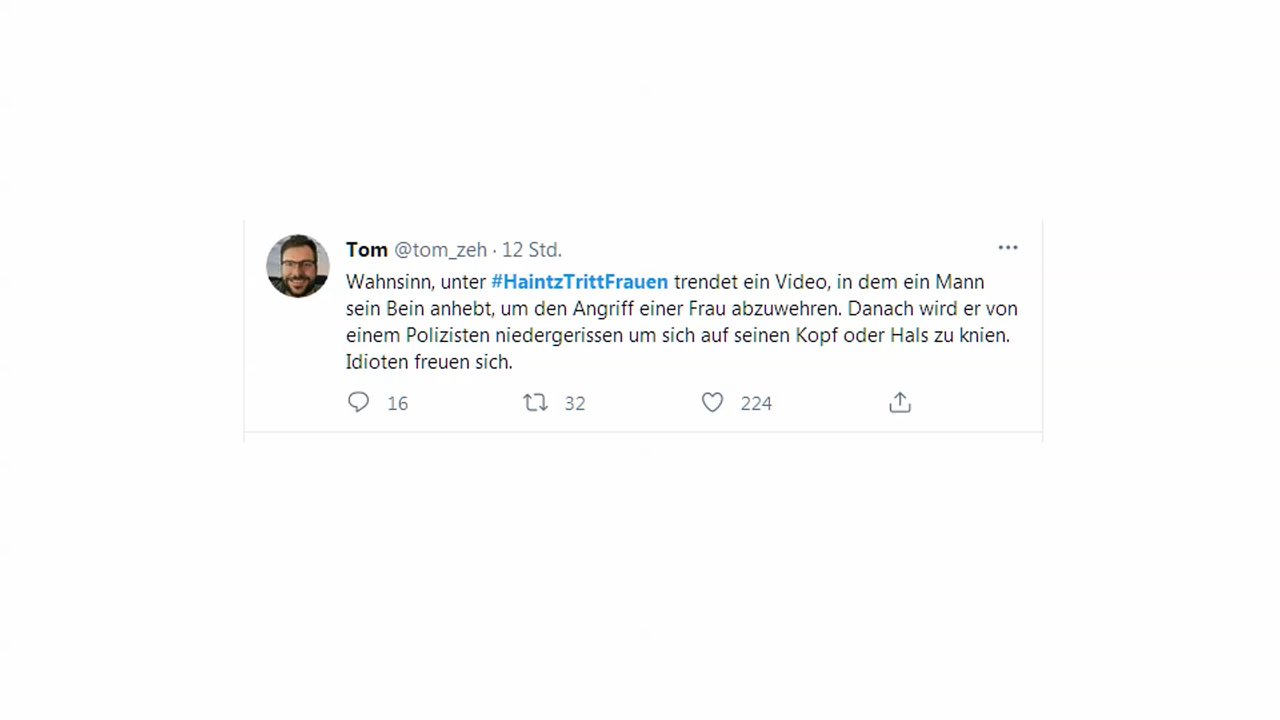 Tom @tom_zeh · 12 Std.
Wahnsinn, unter #HaintzTrittFrauen trendet ein Video, in dem ein Mann
sein Bein anhebt, um den Angriff einer Frau abzuwehren. Danach wird er von
einem Polizisten niedergerissen um sich auf seinen Kopf oder Hals zu knien.
Idioten freuen sich.
16 32 224